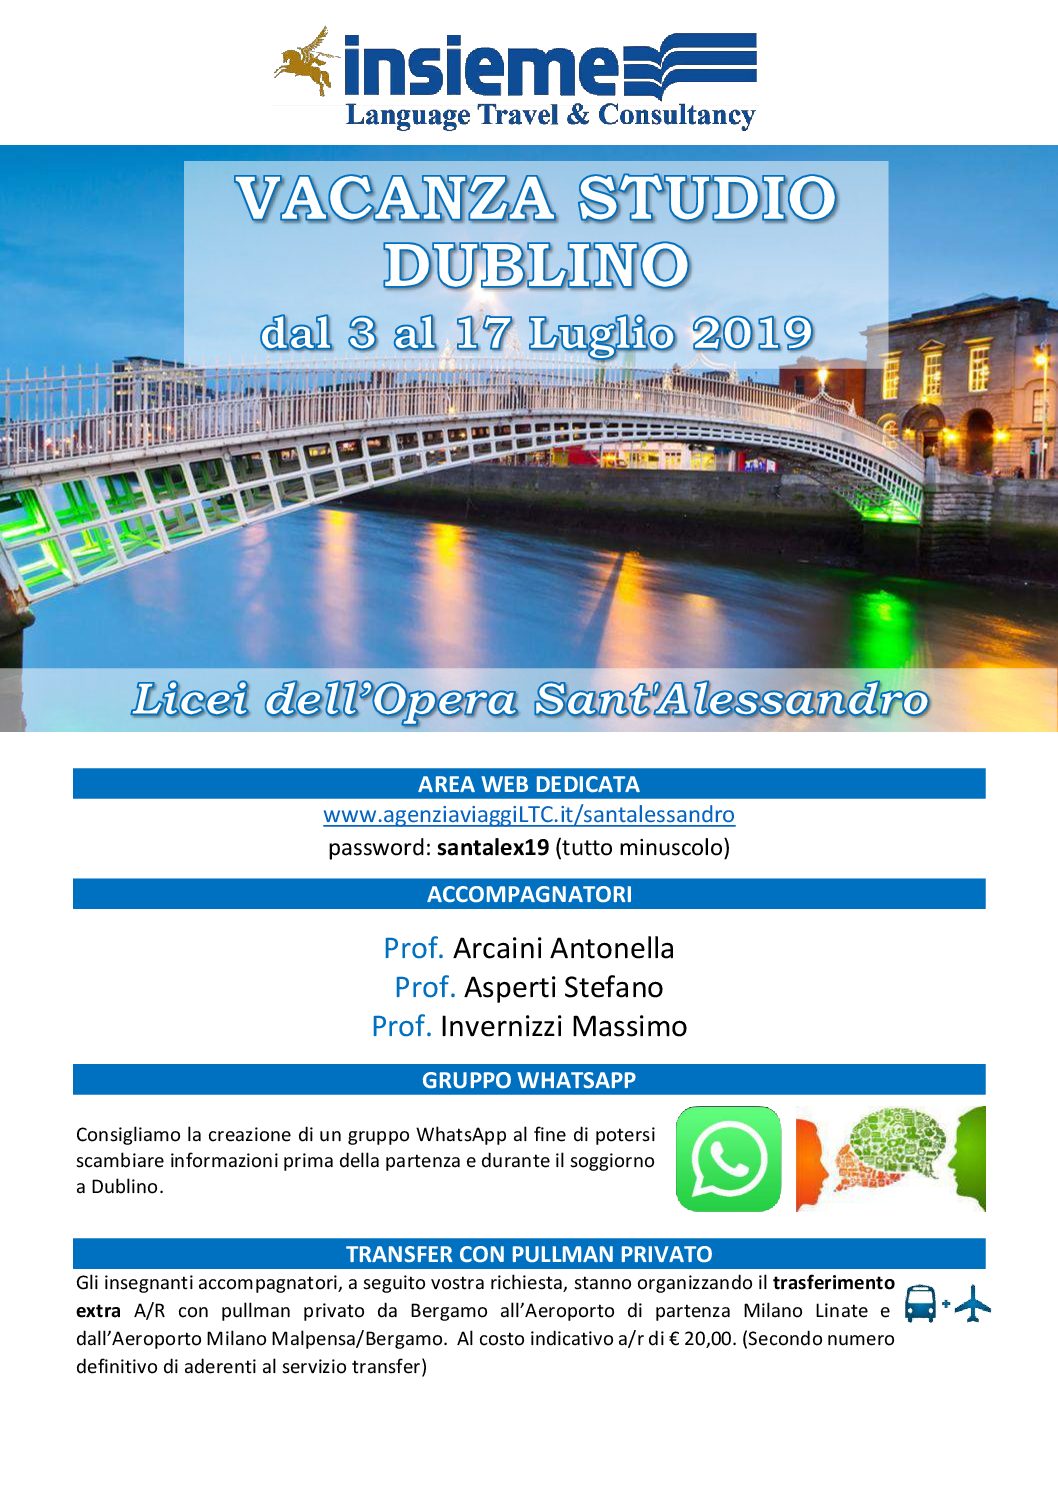 insieme
Language Travel & Consultancy
VACANZA STUDIO
DUBLINO
dal 3 al 17 Luglio 2019
Licei dell’Opera Sant'Alessandro
AREA WEB DEDICATA
www.agenziaviaggiLTC.it/santalessandro
password: santalex19 (tutto minuscolo)
ACCOMPAGNATORI
Prof. Arcaini Antonella
Prof. Asperti Stefano
Prof. Invernizzi Massimo
GRUPPO WHATSAPP
Consigliamo la creazione di un gruppo WhatsApp al fine di potersi
scambiare informazioni prima della partenza e durante il soggiorno
a Dublino.
TRANSFER CON PULLMAN PRIVATO
Gli insegnanti accompagnatori, a seguito vostra richiesta, stanno organizzando il trasferimento
extra A/R con pullman privato da Bergamo all’Aeroporto di partenza Milano Linate e
dall’Aeroporto Milano Malpensa/Bergamo. Al costo indicativo a/r di € 20,00. (Secondo numero
definitivo di aderenti al servizio transfer)